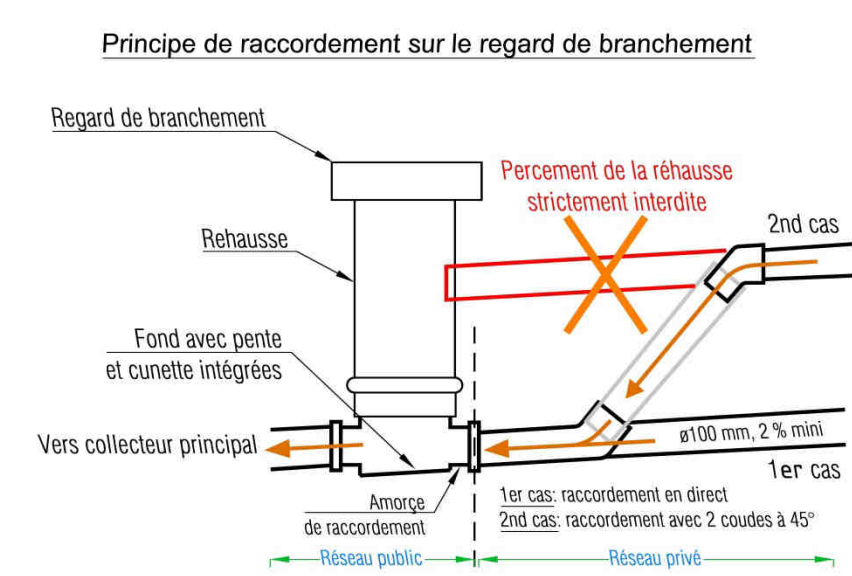 Principe de raccordement sur le regard de branchement
Regard de branchement
Percement de la réhausse
strictement interdite
2nd cas
Rehausse
Fond avec pente
et cunette intégrées
Vers collecteur principal
ø100 mm, 2 % mini
1er cas
Amorçe
de raccordement
1er cas: raccordement en direct
2nd cas: raccordement avec 2 coudes à 45°
Réseau public
Réseau privé